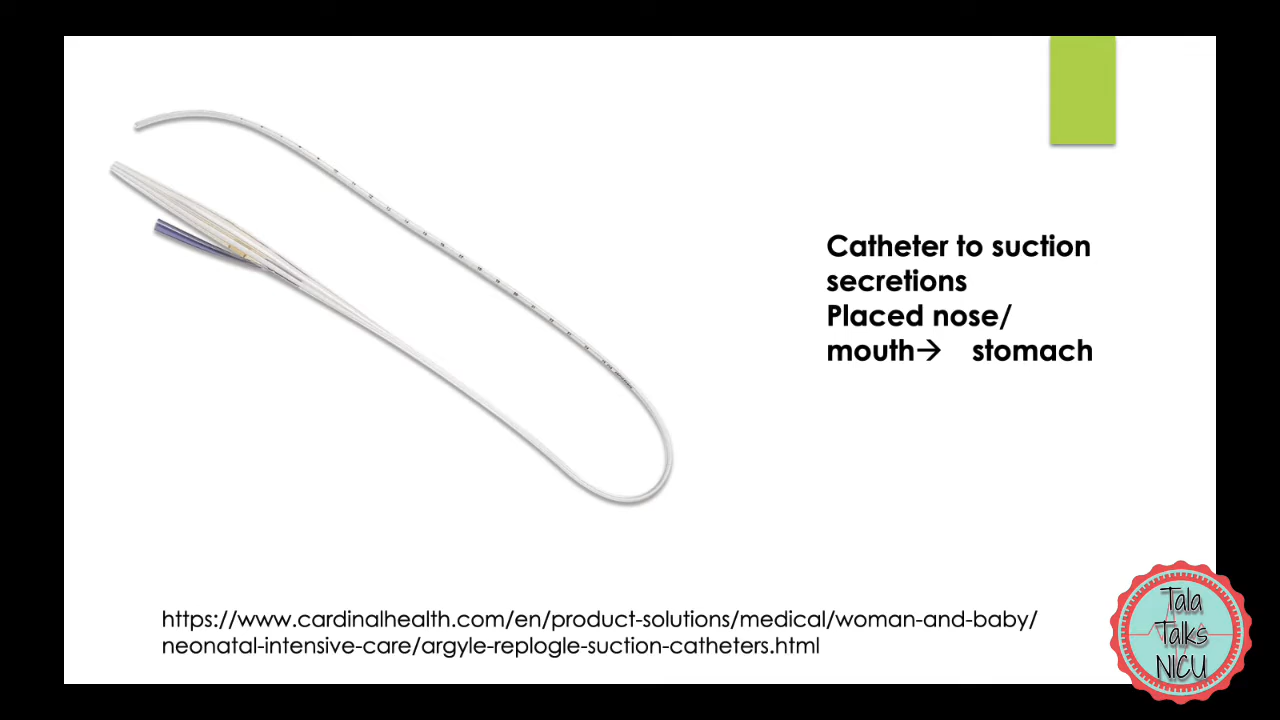 Catheter to suction
secretions
Placed nose/
mouth→ stomach
https://www.cardinalhealth.com/en/product-solutions/medical/woman-and-baby/
neonatal-intensive-care/argyle-replogle-suction-catheters.html
Tala
Talks
NICU